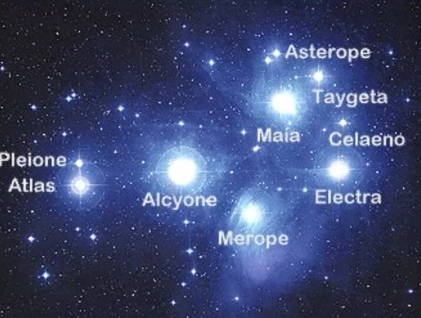 Asterope
Taygeta
Maia
Celaeno
Pleione
Atlas
Alcyone
Electra
Merope